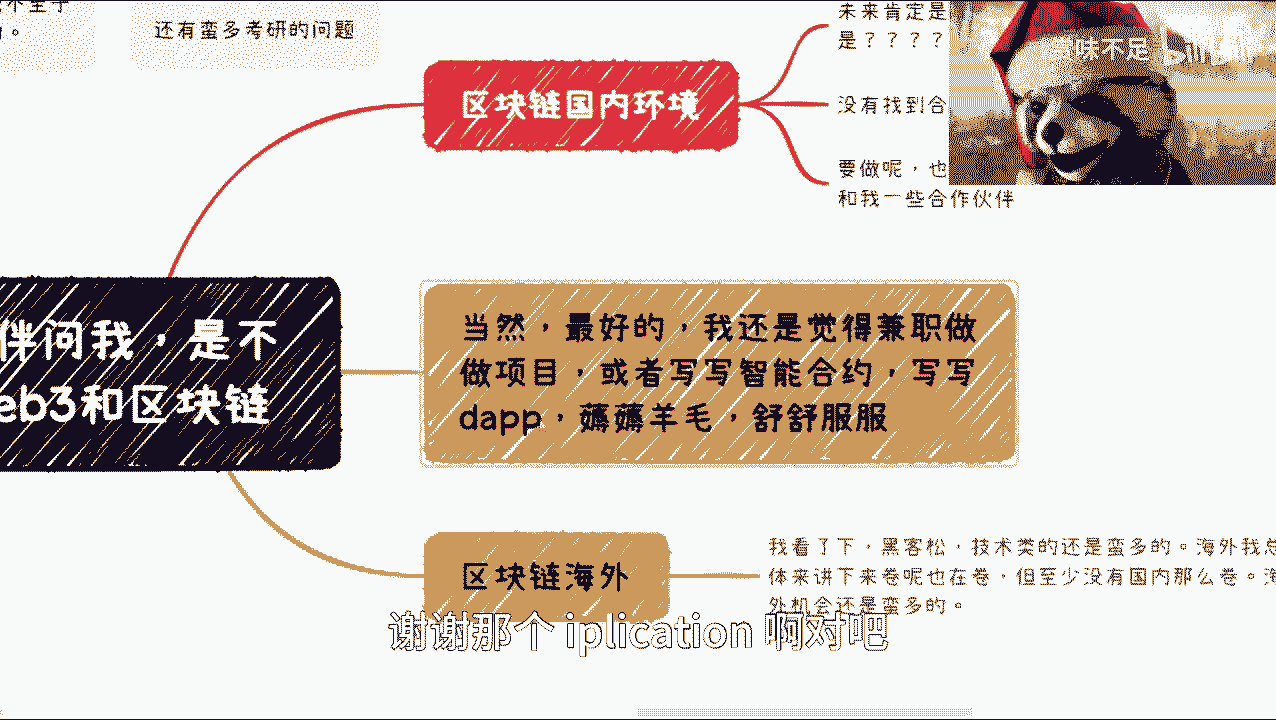 还有蛮多考研的问题
未来肯定是
是？？？？
味不足
区块链国内环境
没有找到合
要做呢，也
和我一些合作伙伴
伴问我，是不
eb3和区块链
当然，最好的，我还是觉得兼职做
做项目，或者写写智能合约，写写
dapp，薅薅羊毛，舒舒服服
区块链海外
我看了下，黑客松，技术类的还是蛮多的。海外我总
体来讲下来卷呢也在卷，但至少没有国内那么卷。海
外机会还是蛮多的。
谢谢那个 iplication 啊对吧